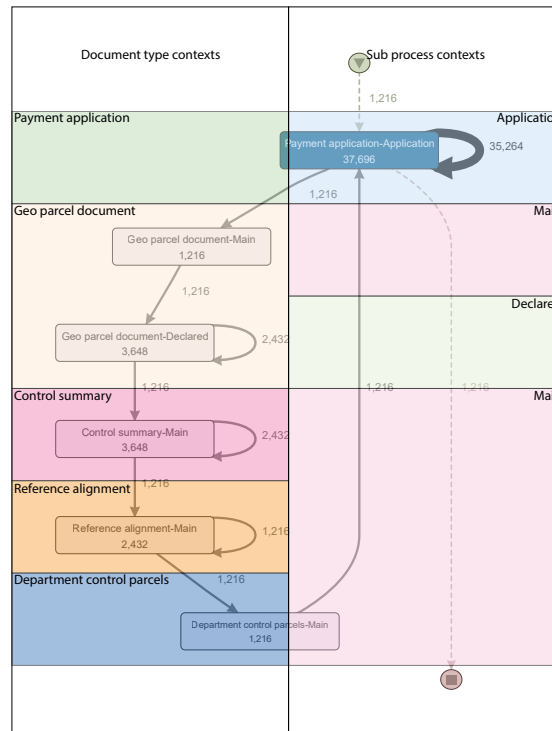 Document type contexts
Sub process contexts
1,216
Payment application
Applicatio
Payment application-Application
37,696
35,264
1,216
Geo parcel document
Mai
Geo parcel document-Main
1,216
1,216
Declare
Geo parcel document-Declared
3,648
2,432
1,216
1,216
1,216
Control summary
Mai
Control summary-Main
3,648
2,432
1,216
Reference alignment
Reference alignment-Main
2,432
1,216
1,216
Department control parcels
Department control parcels-Main
1,216